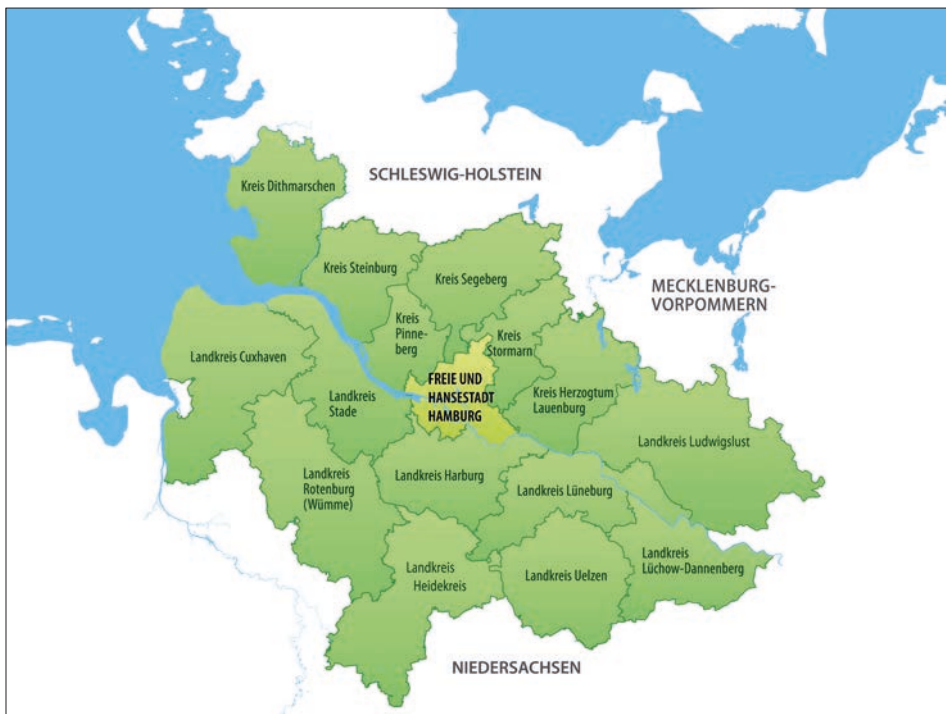 SCHLESWIG-HOLSTEIN
Kreis Dithmarschen
Kreis Steinburg
Kreis Segeberg
MECKLENBURG-
VORPOMMERN
Kreis
Pinne-
berg
Kreis
Stormarn
Landkreis Cuxhaven
FREIE UND
HANSESTADT
HAMBURG
Landkreis
Stade
Kreis Herzogtum
Lauenburg
Landkreis Ludwigslust
Landkreis
Rotenburg
(Wümme)
Landkreis Harburg
Landkreis Lüneburg
Landkreis
Heidekreis
Landkreis Uelzen
Landkreis
Lüchow-Dannenberg
NIEDERSACHSEN